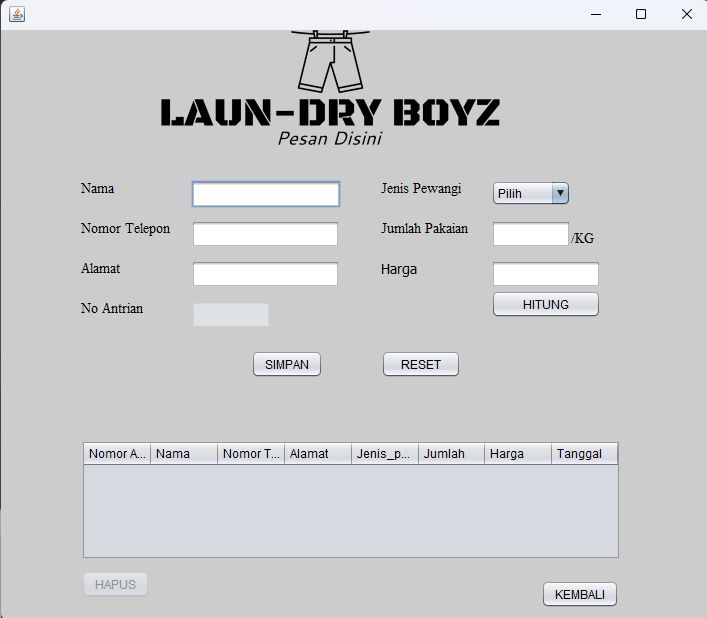 LAUN-DRY BOYZ
Pesan Disini
Nama
Jenis Pewangi
Pilih
Nomor Telepon
Jumlah Pakaian
/KG
Alamat
Harga
No Antrian
HITUNG
SIMPAN
RESET
Nomor A... Nama Nomor T... Alamat Jenis_p... Jumlah Harga Tanggal
HAPUS
KEMBALI